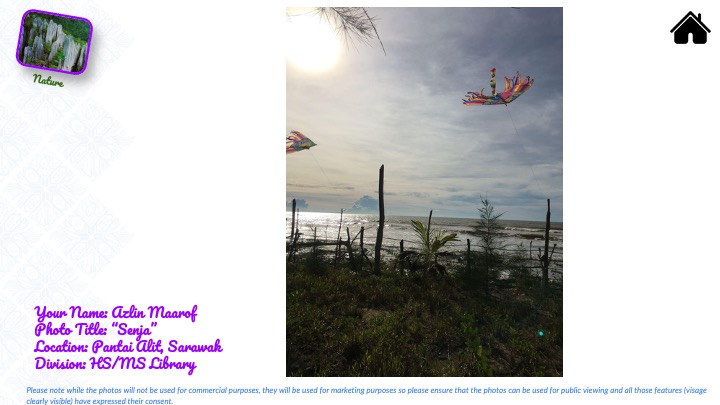 Nature
Your Name: Azlin Maarof
Photo Title: “Senja”
Location: Pantai Alit, Sarawak
Division: HS/MS Library
Please note while the photos will not be used for commercial purposes, they will be used for marketing purposes so please ensure that the photos can be used for public viewing and all those features (visage
clearly visible) have expressed their consent.